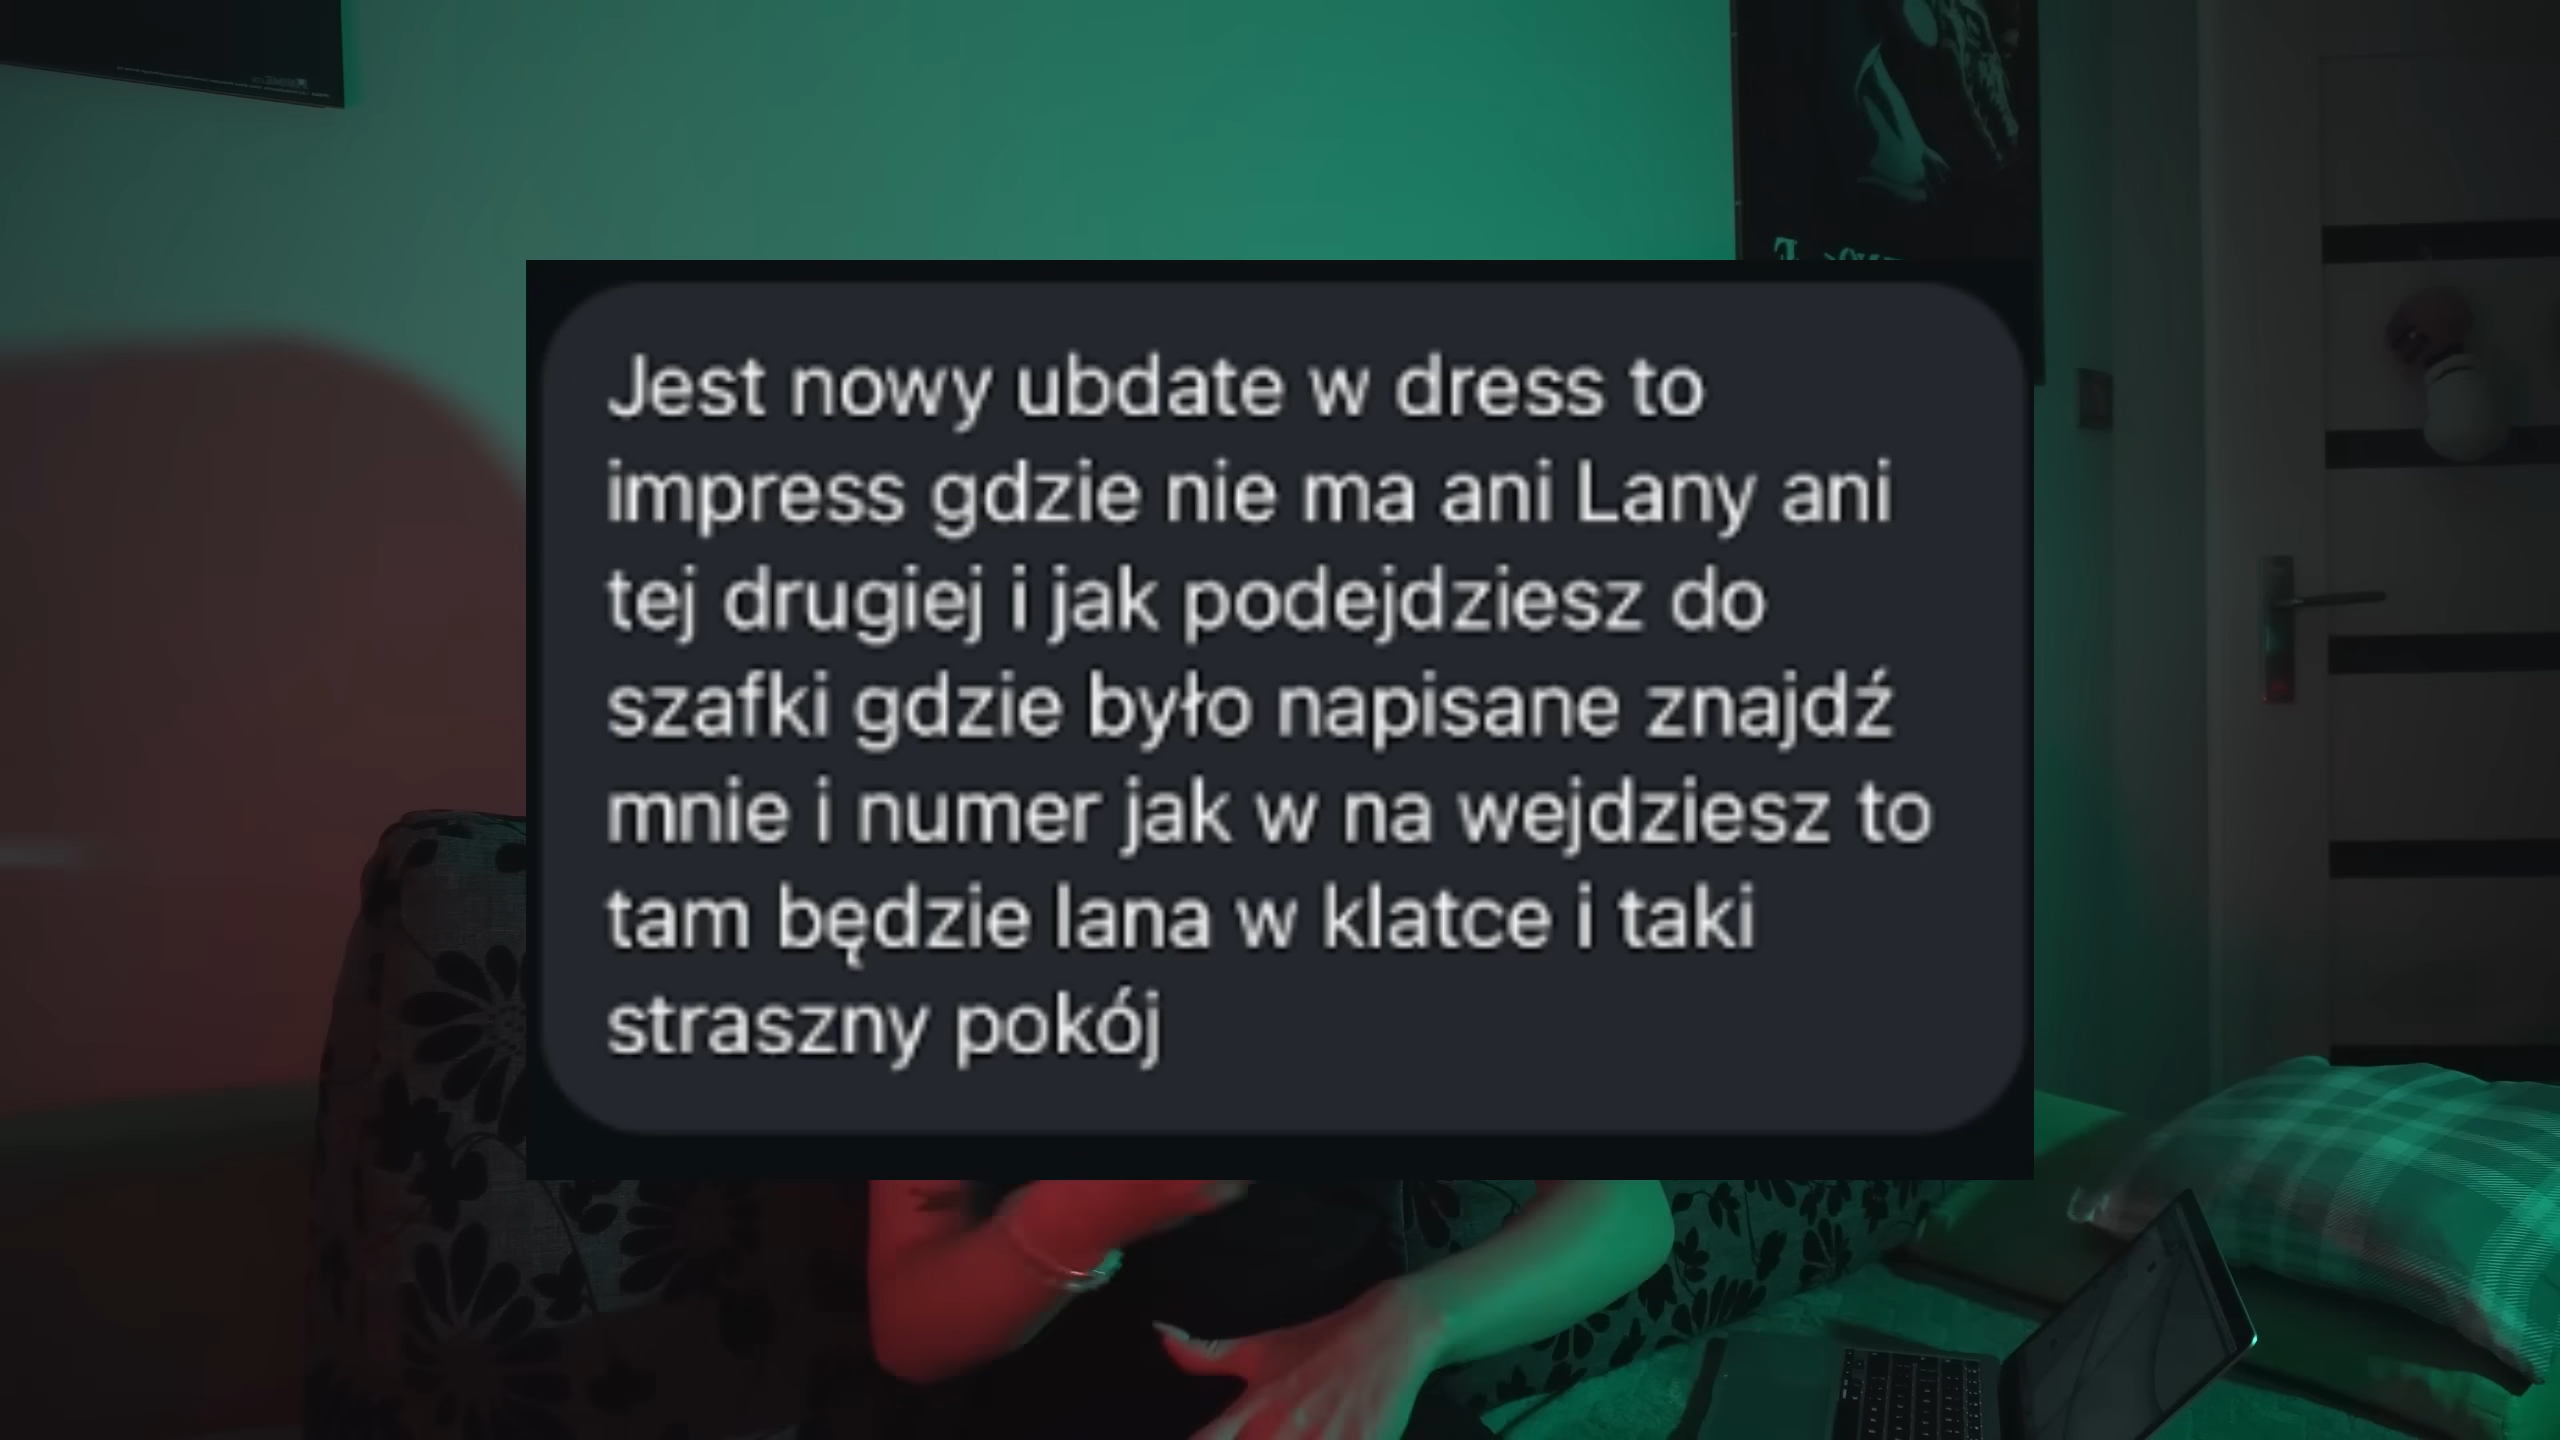 Jest nowy ubdate w dress to
impress gdzie nie ma ani Lany ani
tej drugiej i jak podejdziesz do
szafki gdzie było napisane znajdź
mnie i numer jak w na wejdziesz to
tam będzie lana w klatce i taki
straszny pokój